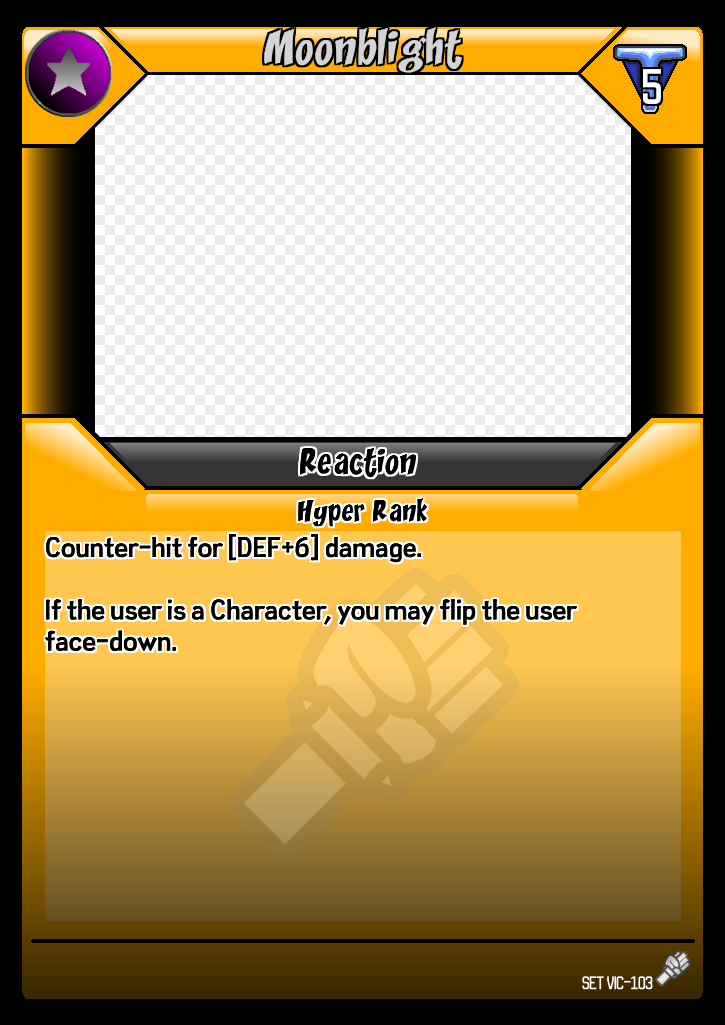 Moonblight
5
Reaction
Hyper Rank
Counter-hit for [DEF+6] damage.
If the user is a Character, you may flip the user
face-down.
SET VIC-103